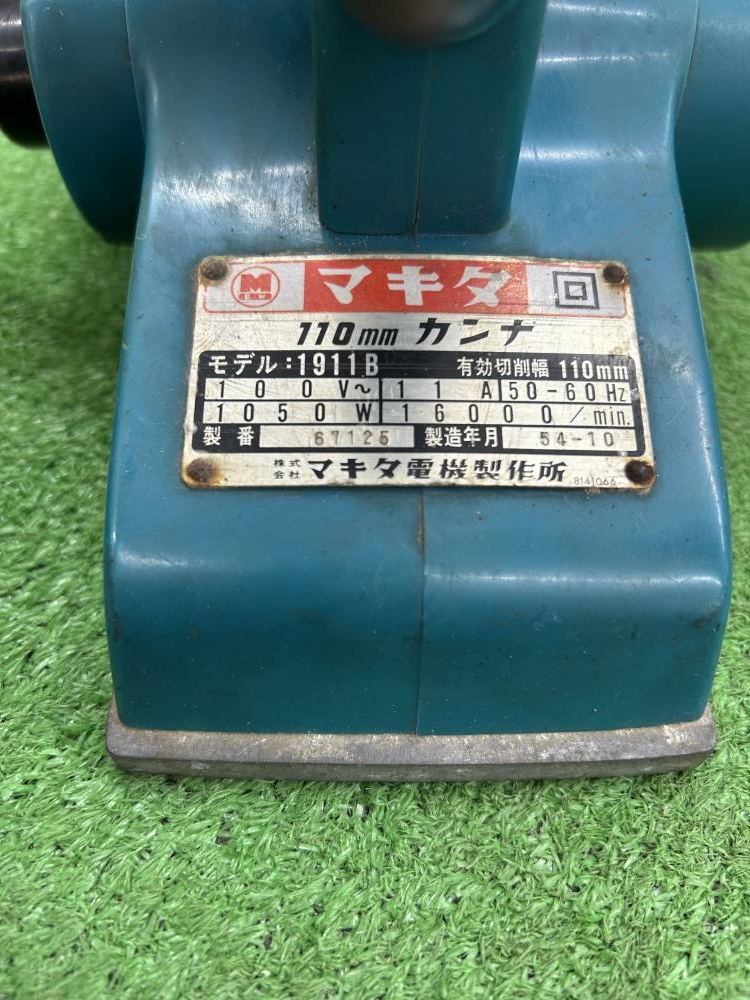 M マキタ
E W
110mm カンナ
モデル:1911B 有効切削幅 110mm
100V~ 11A 50-60Hz
1050W 16000/min.
製番 67125 製造年月 54-10
株式会社 マキタ電機製作所 814J066